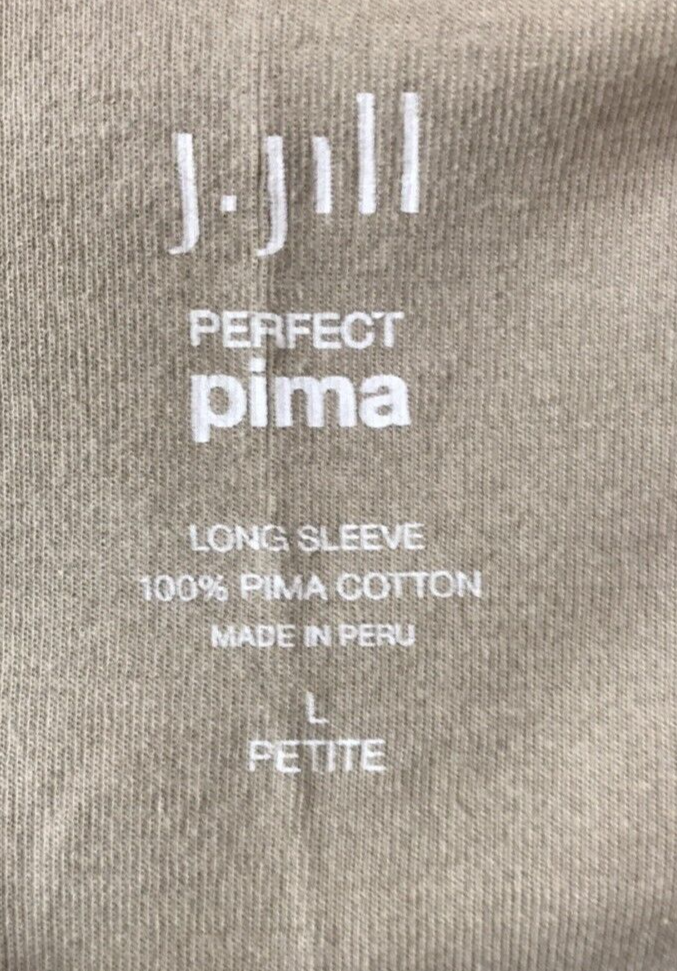 J.Jill
PERFECT
pima
LONG SLEEVE
100% PIMA COTTON
MADE IN PERU
L
PETITE